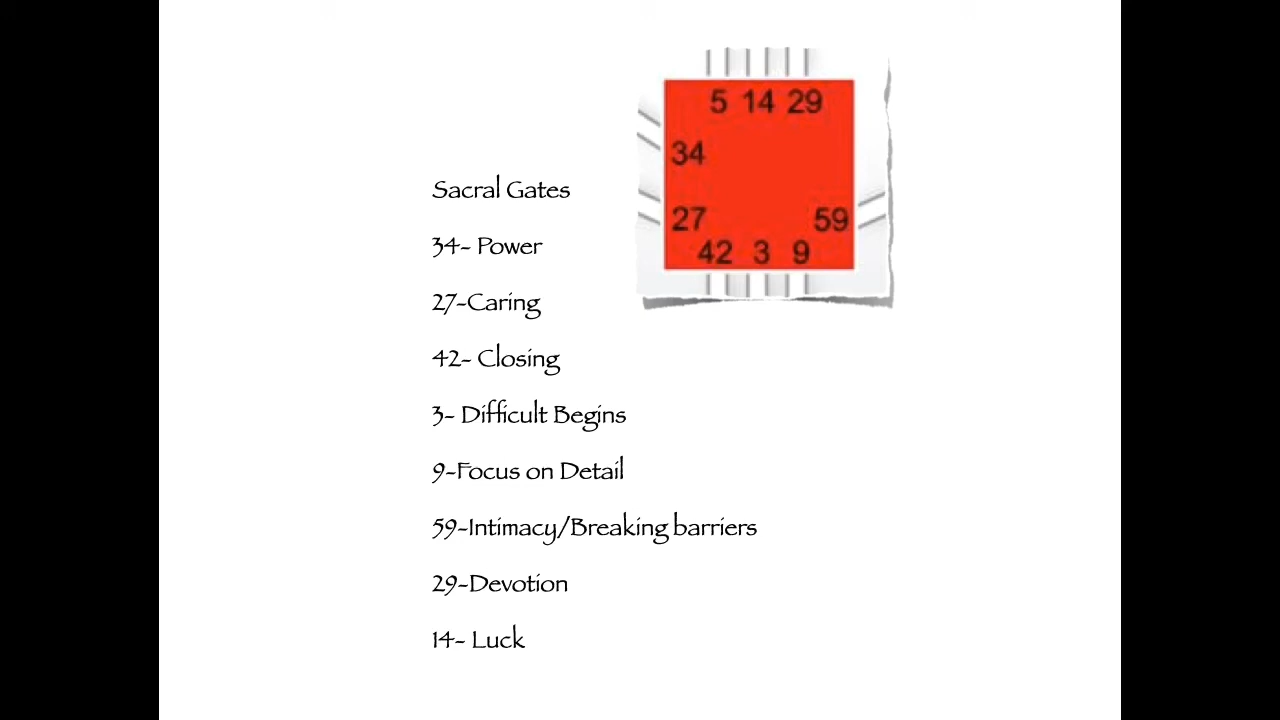 5 14 29
34
27 59
42 3 9
Sacral Gates
34- Power
27-Caring
42- Closing
3- Difficult Begins
9-Focus on Detail
59-Intimacy/Breaking barriers
29-Devotion
14- Luck